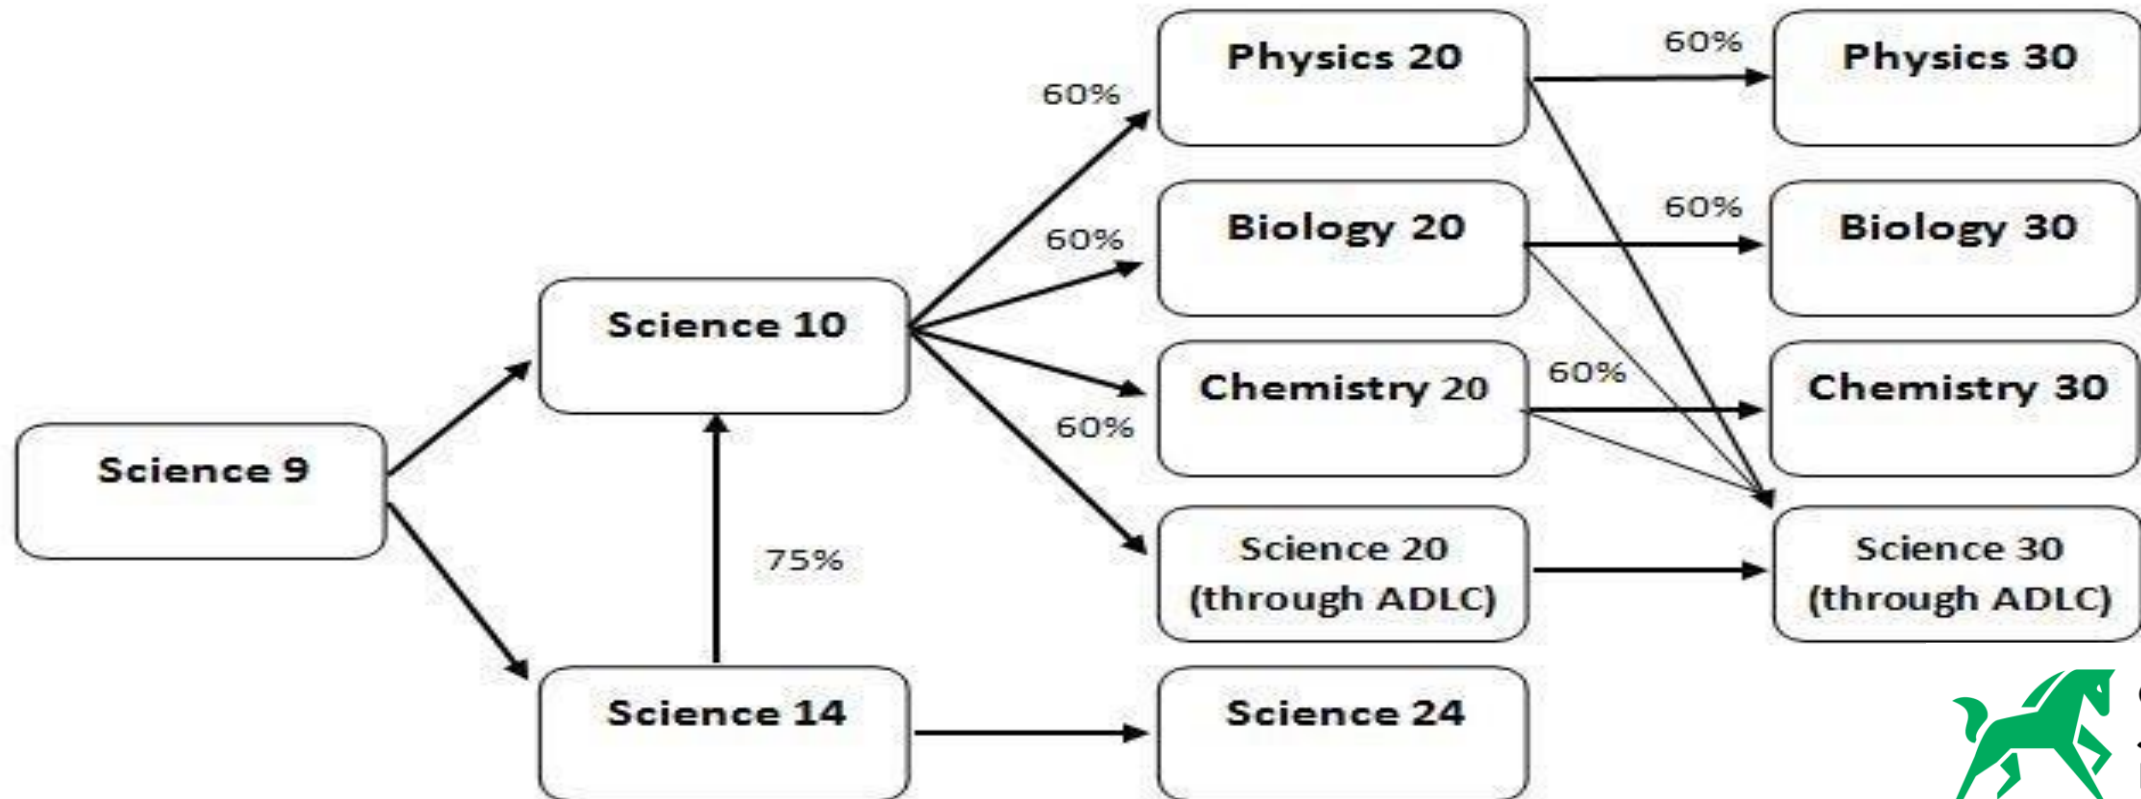 Physics 20
60%
Physics 30
60%
Biology 20
60%
Biology 30
60%
Science 10
Chemistry 20
60%
Chemistry 30
60%
Science 9
Science 20
(through ADLC)
Science 30
(through ADLC)
75%
Science 14
Science 24